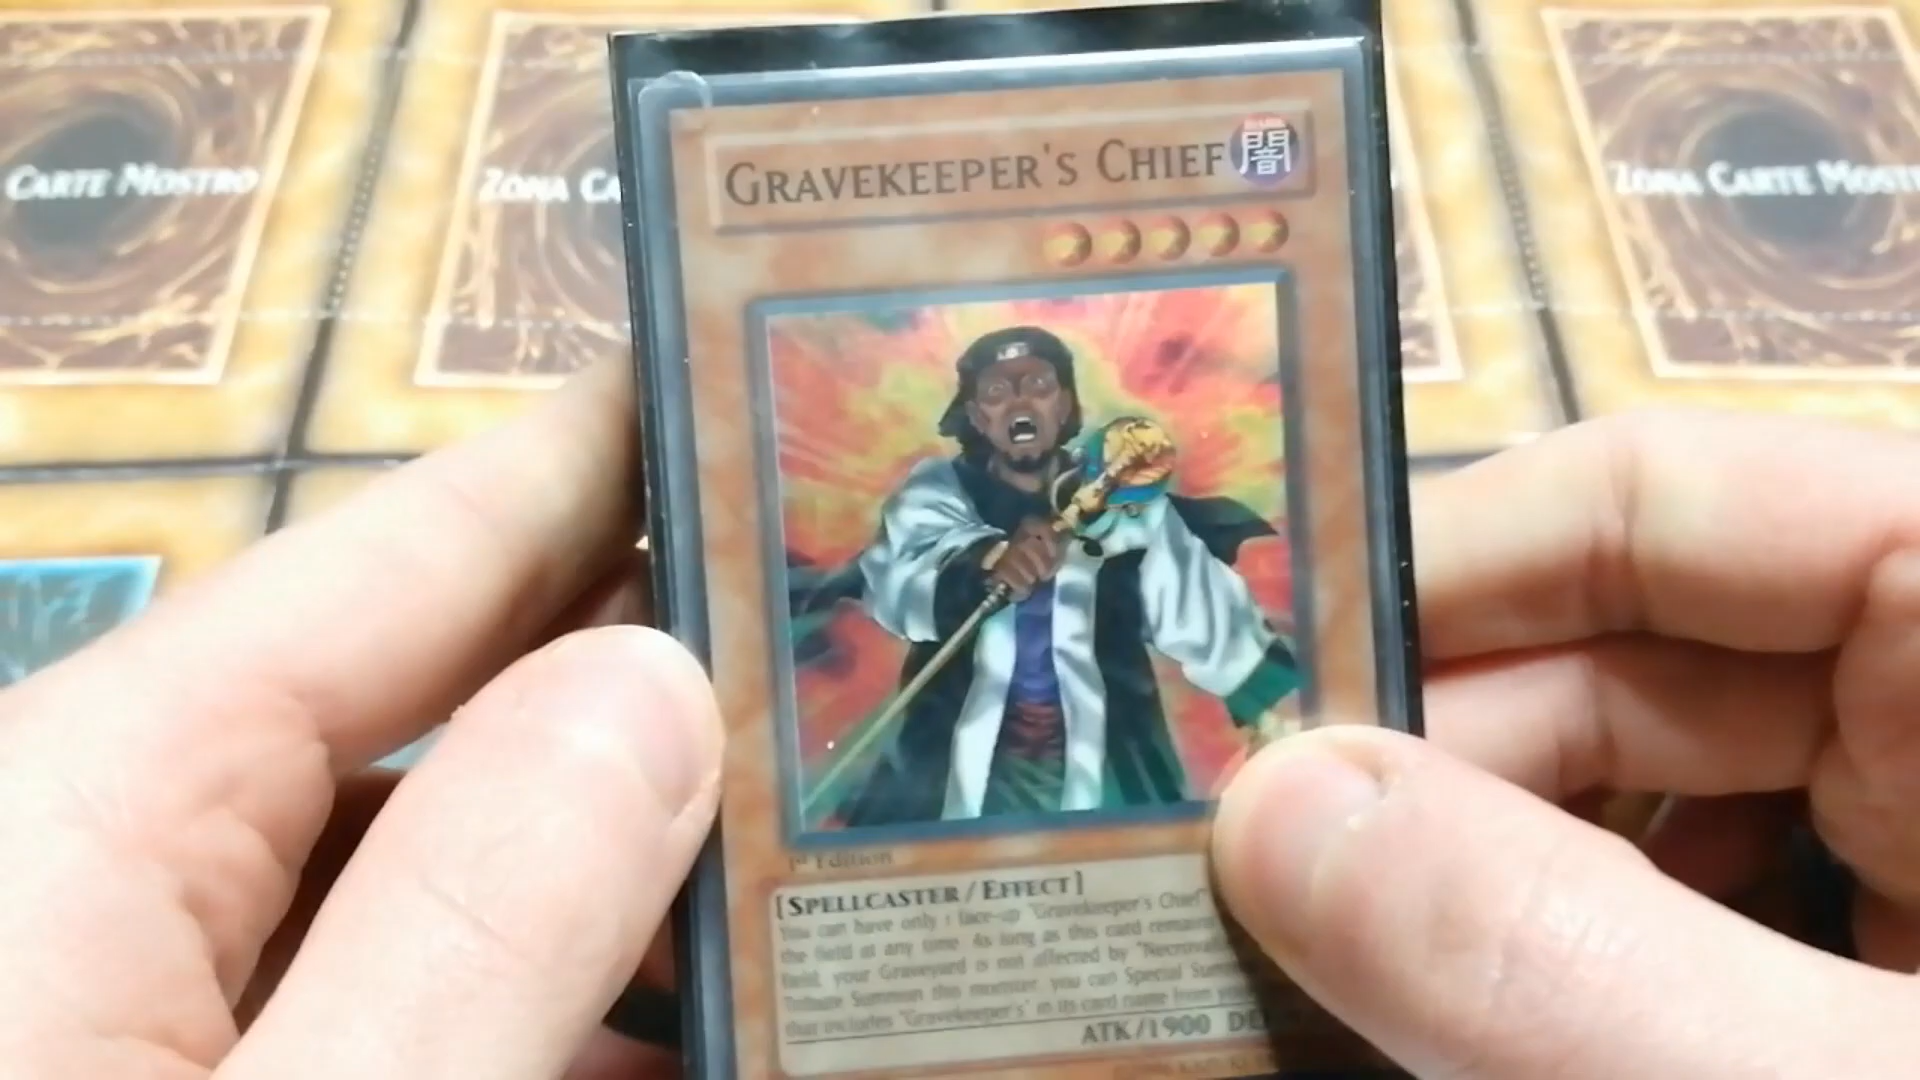 CARTE MOSTRO
ZONA CA
ZONA CARTE MOST
GRAVEKEEPER'S CHIEF 闇
1st Edition
[SPELLCASTER/EFFECT]
You can have only 1 face-up "Gravekeeper's Chief"
the field at any time. As long as this card remains
field, your Graveyard is not affected by "Necrovall
Tribute Summon this monster, you can Special Summ
that includes "Gravekeeper's" in its card name from
ATK/1900 DE